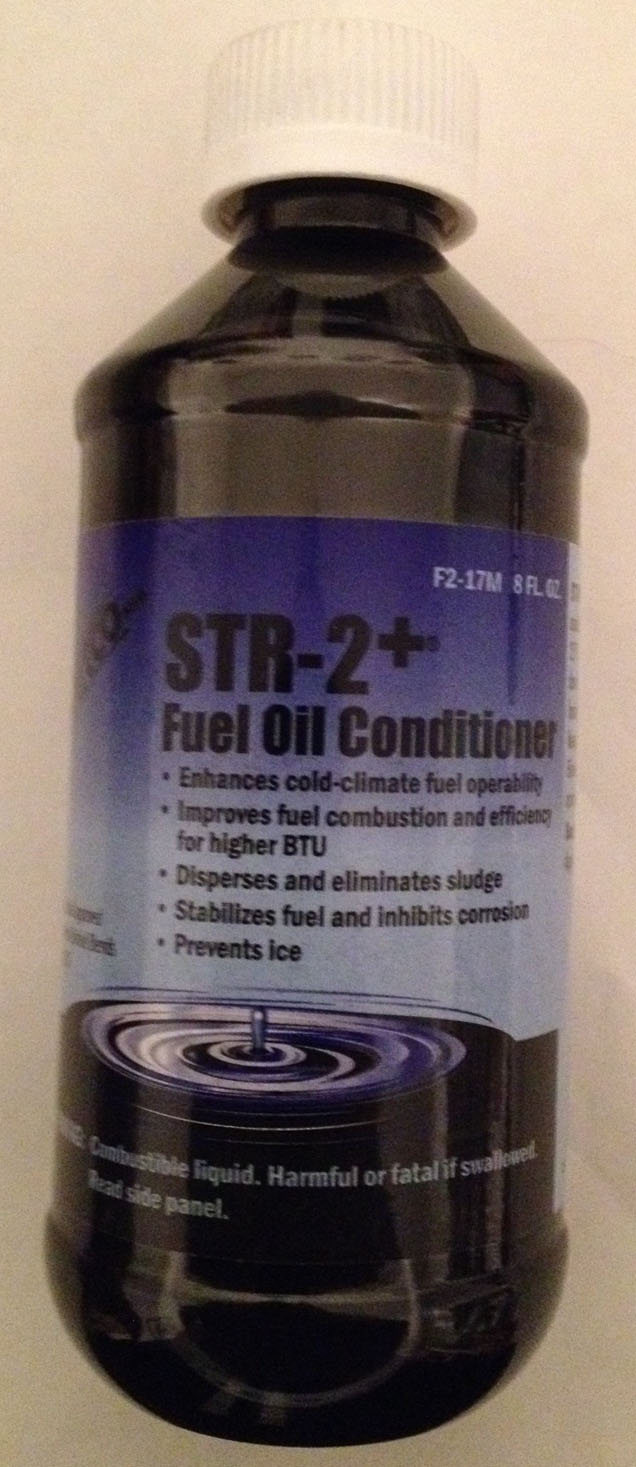 F2-17M 8 FL. OZ.
STR-2+®
Fuel Oil Conditioner
• Enhances cold-climate fuel operability
• Improves fuel combustion and efficiency
for higher BTU
• Disperses and eliminates sludge
• Stabilizes fuel and inhibits corrosion
• Prevents ice
Combustible liquid. Harmful or fatal if swallowed.
Read side panel.